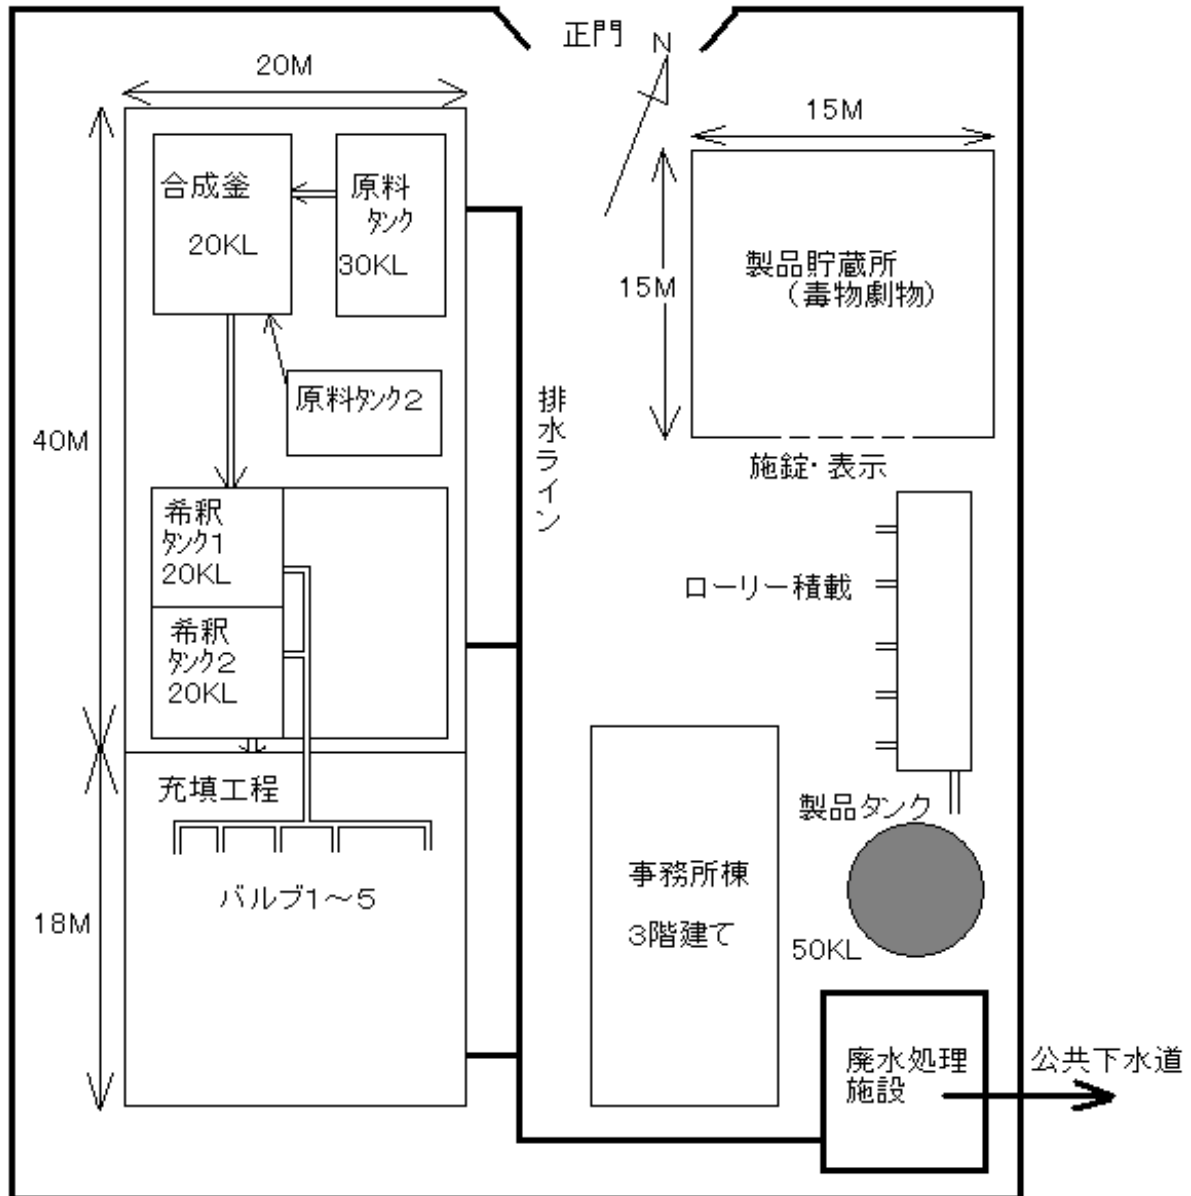 正門
N
20M
15M
合成釜
20KL
原料
タンク
30KL
製品貯蔵所
(毒物劇物)
15M
原料タンク2
40M
排水ライン
施錠・表示
希釈
タンク1
20KL
ローリー積載
希釈
タンク2
20KL
充填工程
製品タンク
バルブ1~5
事務所棟
3階建て
18M
50KL
廃水処理
施設
公共下水道